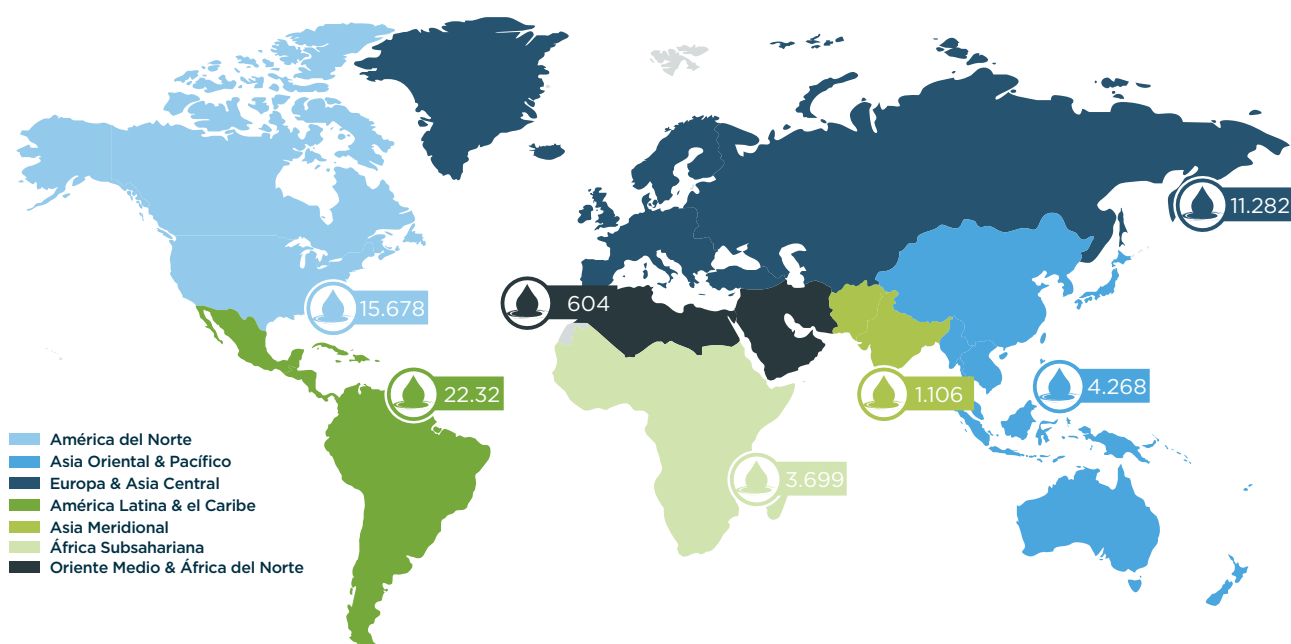 11.282
15.678
604
22.32
1.106
4.268
3.699
América del Norte
Asia Oriental & Pacífico
Europa & Asia Central
América Latina & el Caribe
Asia Meridional
África Subsahariana
Oriente Medio & África del Norte